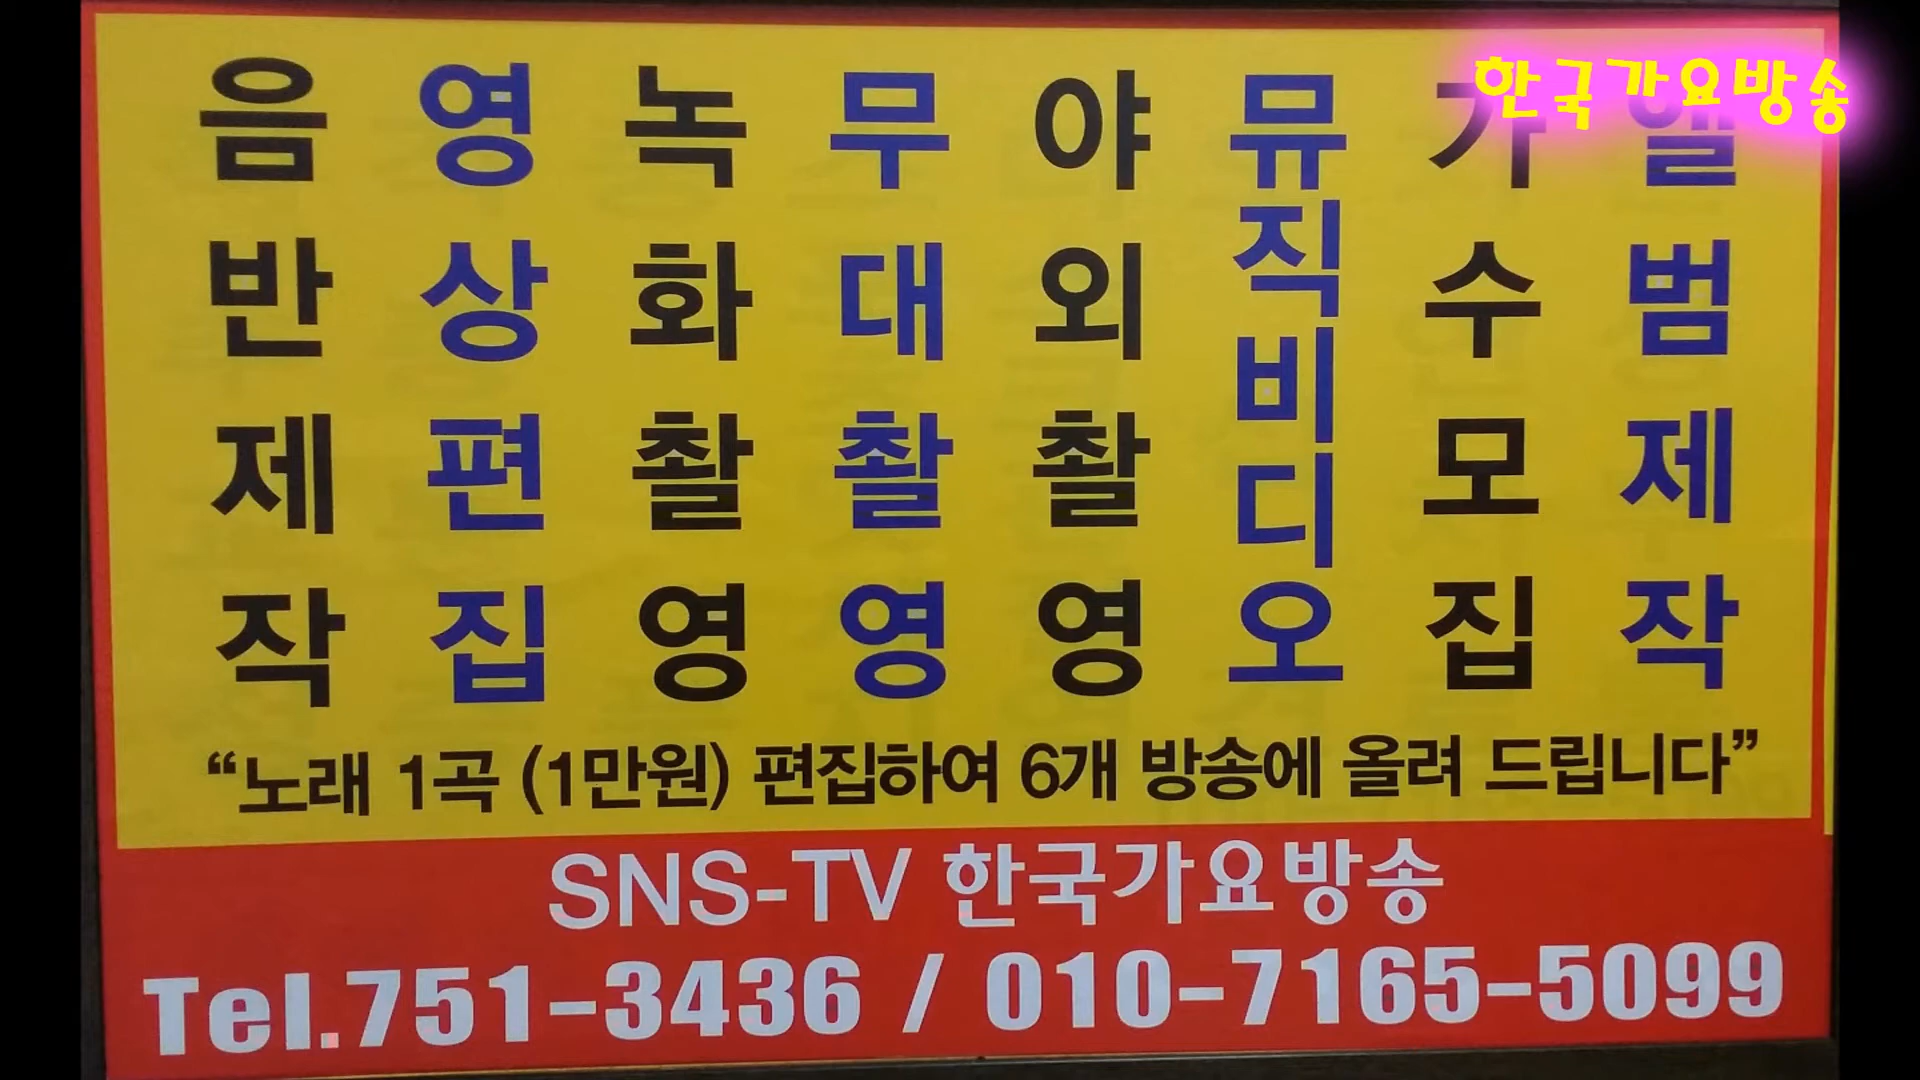 한국가요방송
음반제작
영상편집
녹화촬영
무대촬영
야외촬영
뮤직비디오
가수모집
앨범제작
“노래 1곡 (1만원) 편집하여 6개 방송에 올려 드립니다”
SNS-TV 한국가요방송
Tel.751-3436 / 010-7165-5099